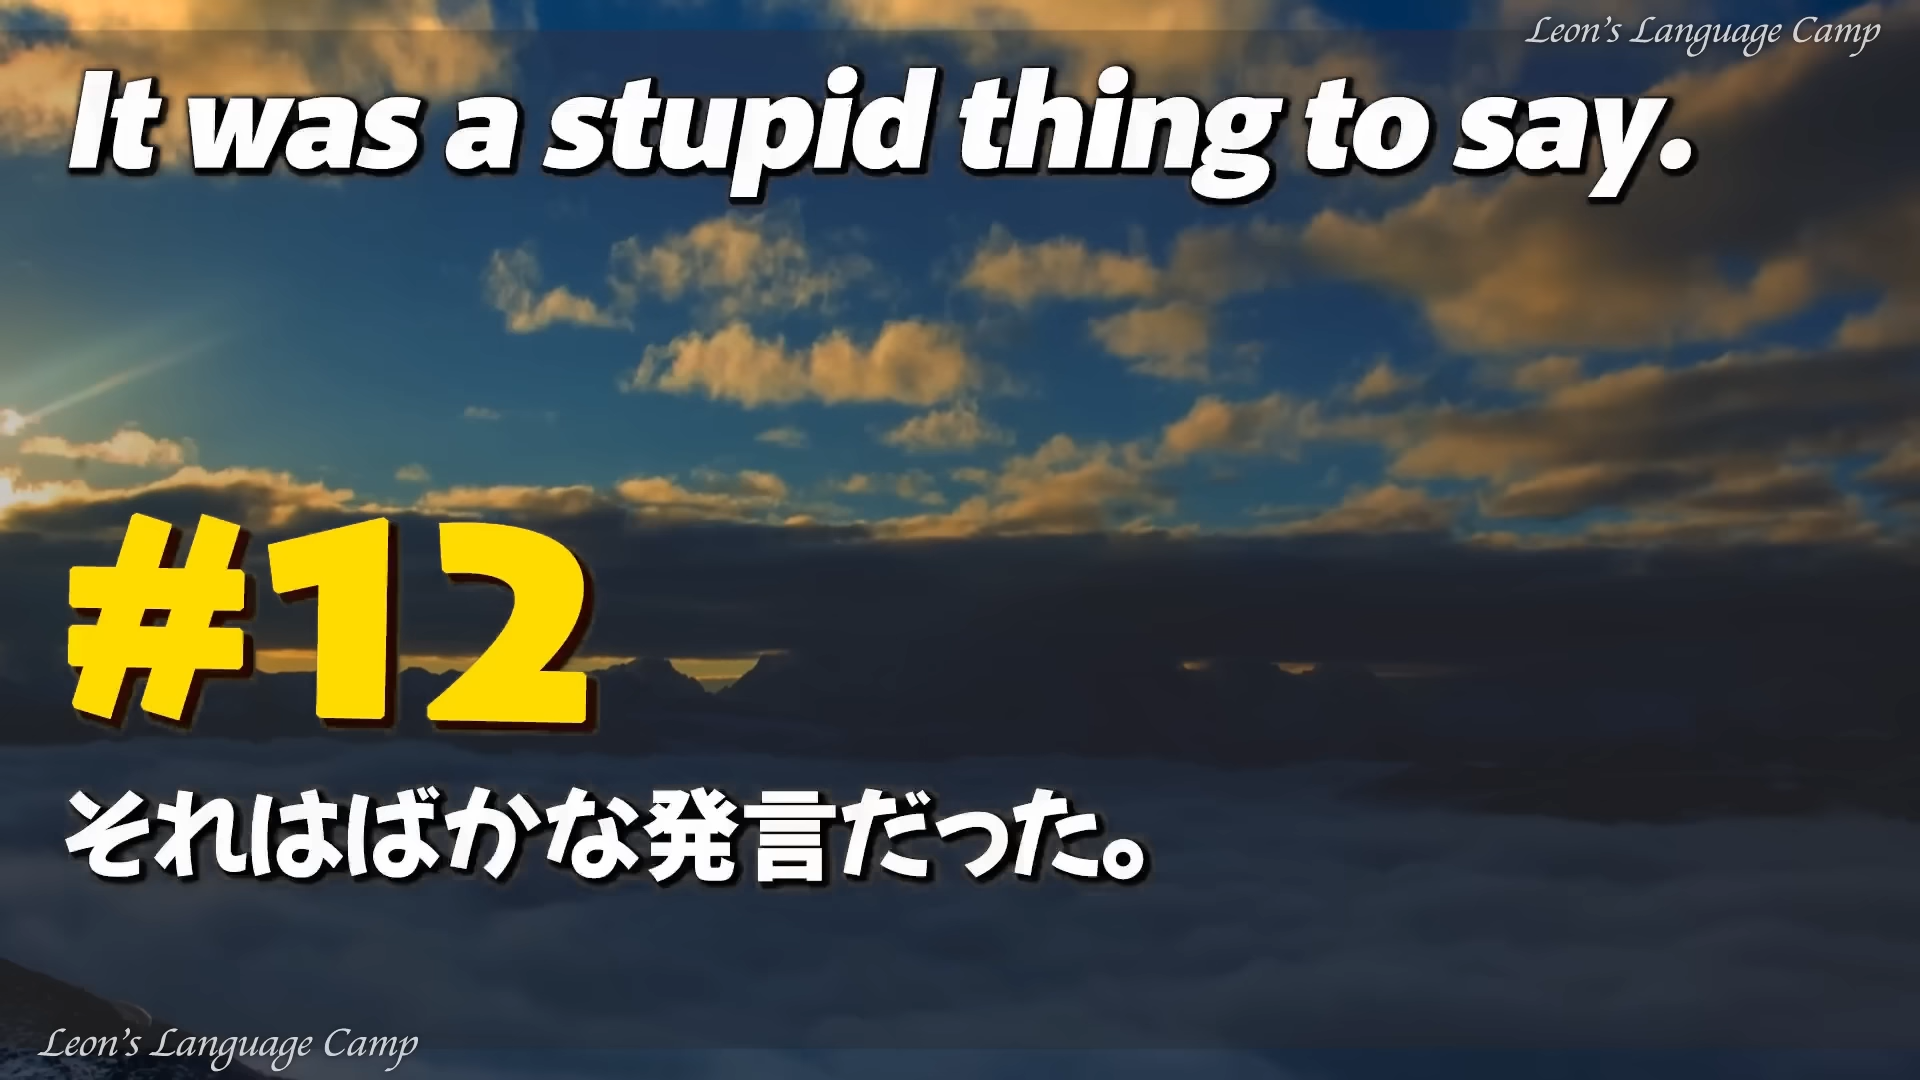 Leon's Language Camp
It was a stupid thing to say.
#12
それはばかな発言だった。
Leon's Language Camp